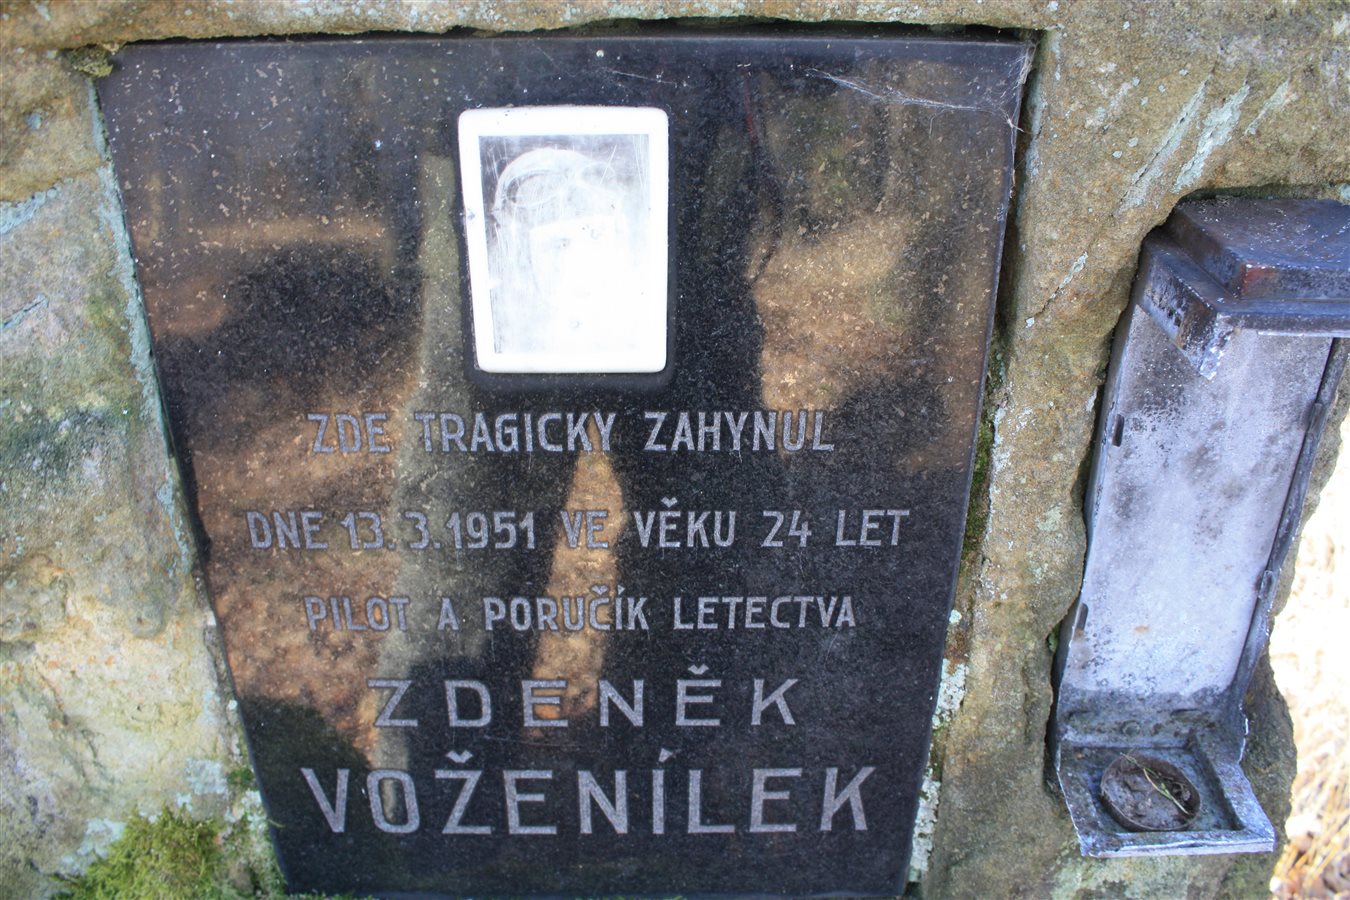 ZDE TRAGICKY ZAHYNUL
DNE 13.3.1951 VE VĚKU 24 LET
PILOT A PORUČÍK LETECTVA
ZDENĚK
VOŽENÍLEK